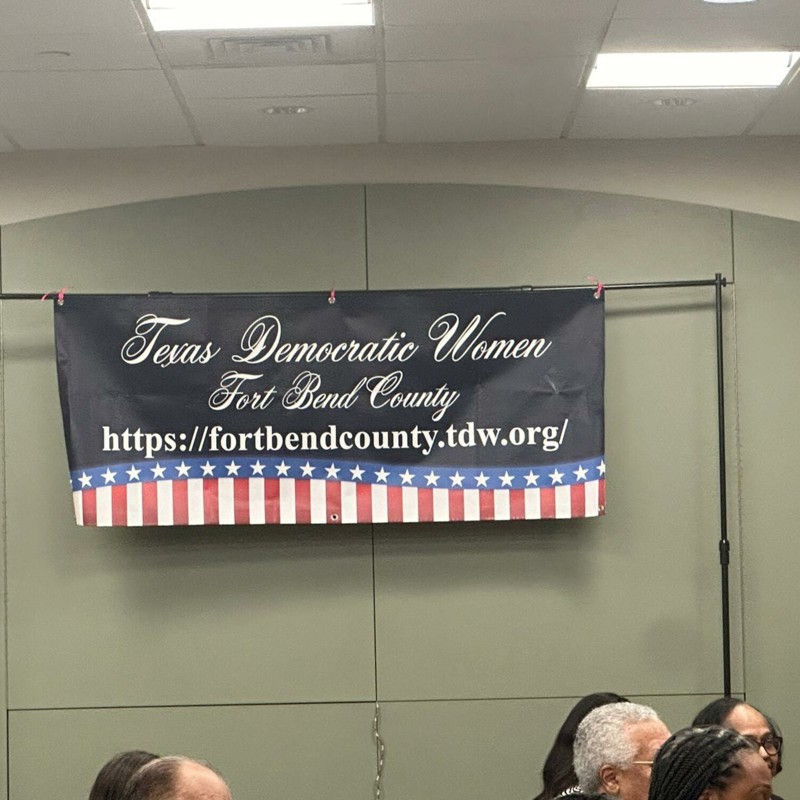 Texas Democratic Women
Fort Bend County
https://fortbendcounty.tdw.org/